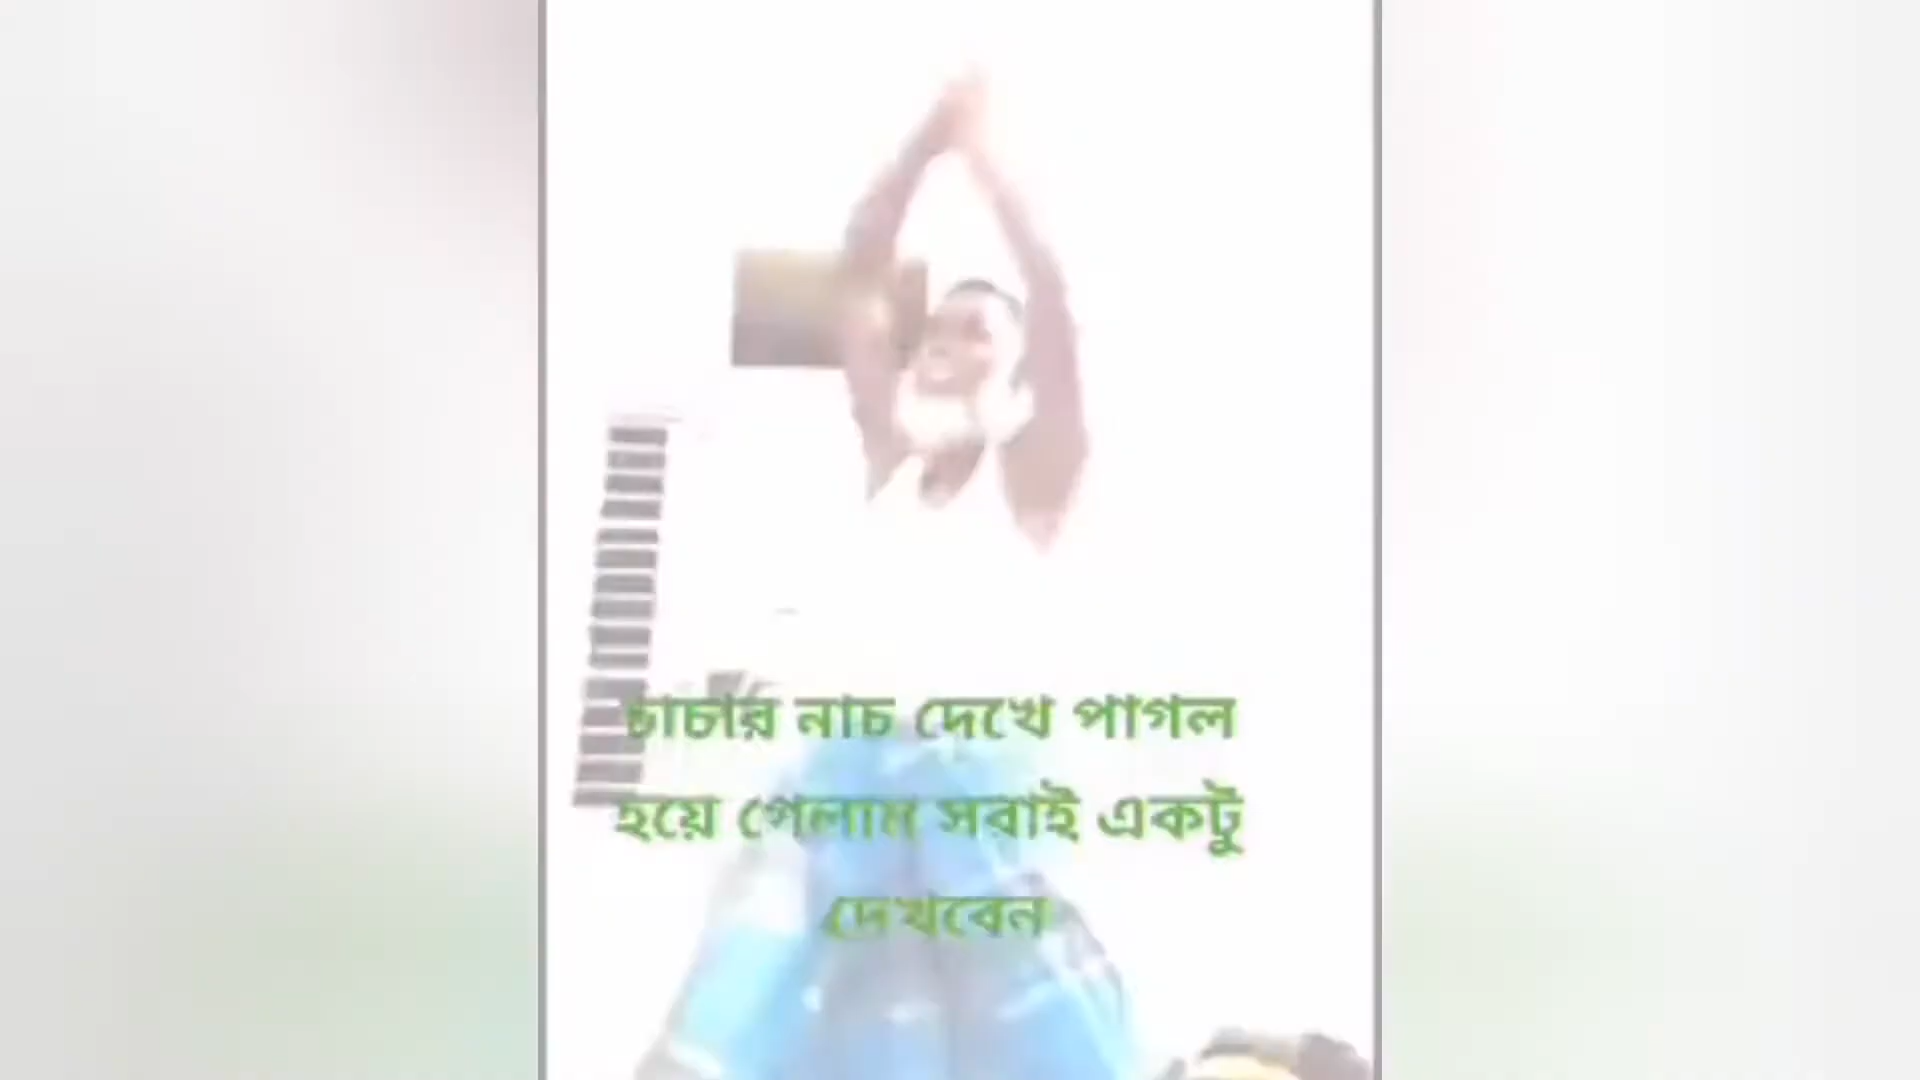 চাচার নাচ দেখে পাগল
হয়ে গেলাম সবাই একটু
দেখবেন